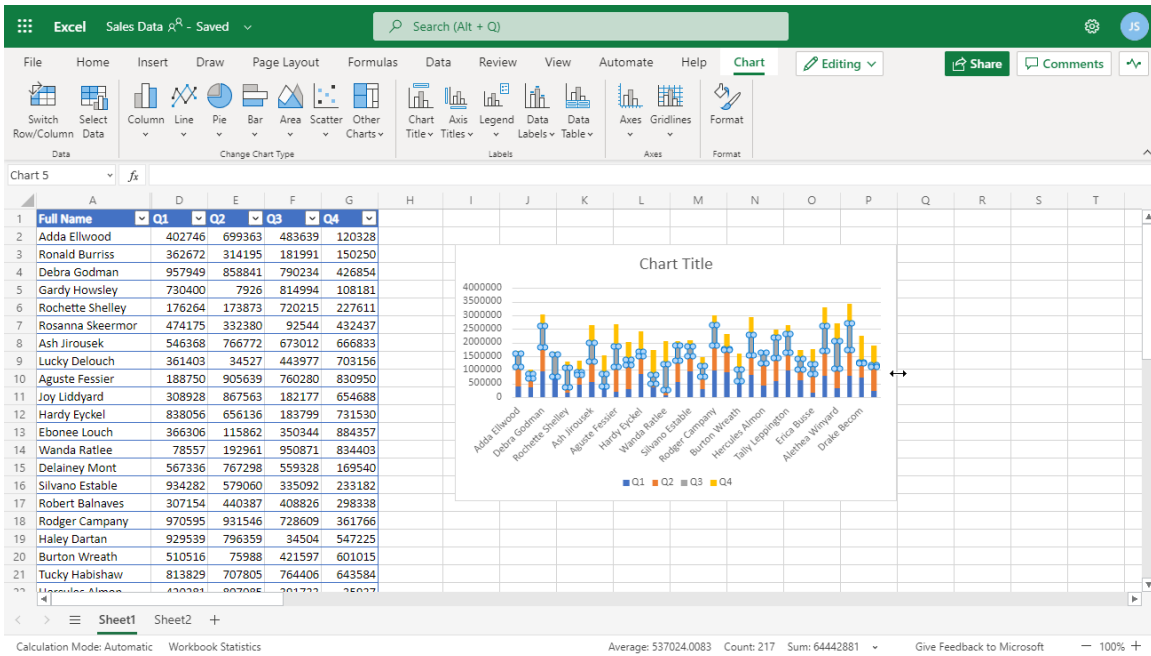 Excel Sales Data - Saved Search (Alt + Q) JS
File Home Insert Draw Page Layout Formulas Data Review View Automate Help Chart Editing Share Comments
Switch Row/Column Select Data Column Line Pie Bar Area Scatter Other Charts Chart Title Axis Titles Legend Data Labels Data Table Axes Gridlines Format
Data Change Chart Type Labels Axes Format
Chart 5 fx
A D E F G H I J K L M N O P Q R S T
1 Full Name Q1 Q2 Q3 Q4
2 Adda Ellwood 402746 699363 483639 120328
3 Ronald Burriss 362672 314195 181991 150250
4 Debra Godman 957949 858841 790234 426854
5 Gardy Howsley 730400 7926 814994 108181
6 Rochette Shelley 176264 173873 720215 227611
7 Rosanna Skeermor 474175 332380 92544 432437
8 Ash Jirousek 546368 766772 673012 666833
9 Lucky Delouch 361403 34527 443977 703156
10 Aguste Fessier 188750 905639 760280 830950
11 Joy Liddyard 308928 867563 182177 654688
12 Hardy Eyckel 838056 656136 183799 731530
13 Ebonee Louch 366306 115862 350344 884357
14 Wanda Ratlee 78557 192961 950871 834403
15 Delainey Mont 567336 767298 559328 169540
16 Silvano Estable 934282 579060 335092 233182
17 Robert Balnaves 307154 440387 408826 298338
18 Rodger Campany 970595 931546 728609 361766
19 Haley Dartan 929539 796359 34504 547225
20 Burton Wreath 510516 75988 421597 601015
21 Tucky Habishaw 813829 707805 764406 643584
Chart Title
4000000
3500000
3000000
2500000
2000000
1500000
1000000
500000
0
Adda Ellwood Debra Godman Rochette Shelley Ash Jirousek Aguste Fessier Hardy Eyckel Wanda Ratlee Silvano Estable Rodger Campany Burton Wreath Hercules Almon Tally Leppington Erica Busse Alethea Winyard Drake Becom
Q1 Q2 Q3 Q4
Sheet1 Sheet2
Calculation Mode: Automatic Workbook Statistics Average: 537024.0083 Count: 217 Sum: 64442881 Give Feedback to Microsoft 100%